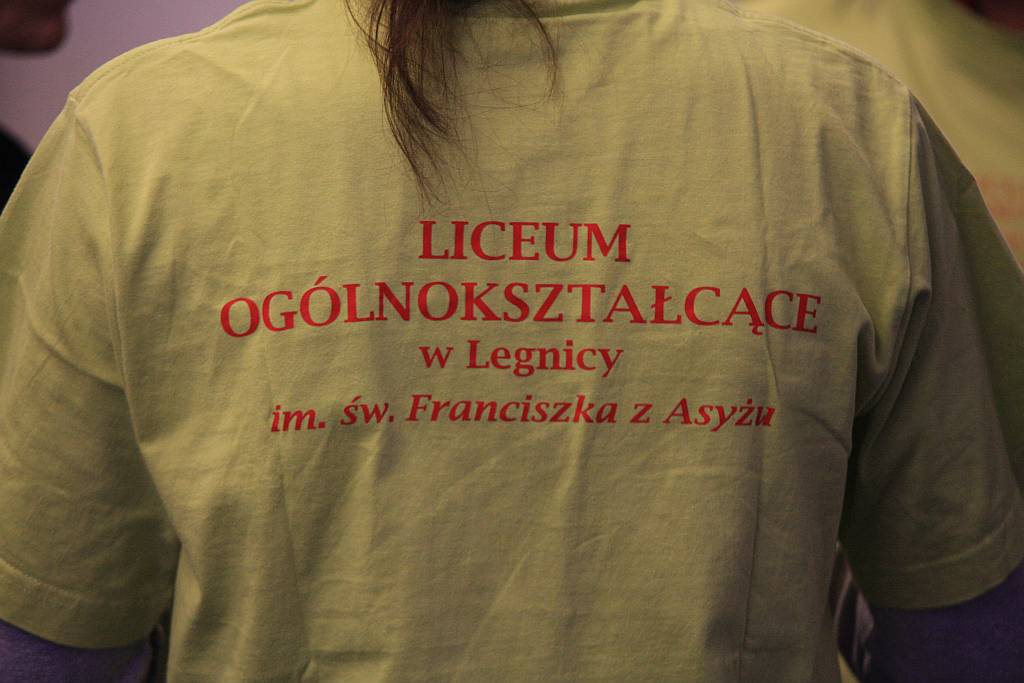 LICEUM
OGÓLNOKSZTAŁCĄCE
w Legnicy
im. św. Franciszka z Asyżu